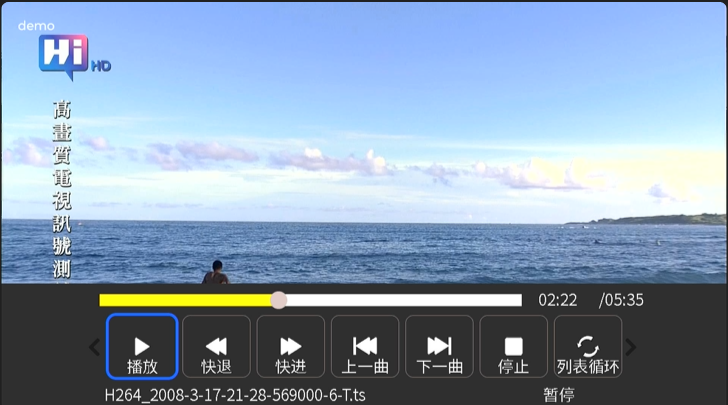 demo
Hi HD
高畫質電視訊號測
02:22 /05:35
播放 快退 快进 上一曲 下一曲 停止 列表循环
H264_2008-3-17-21-28-569000-6-T.ts 暂停